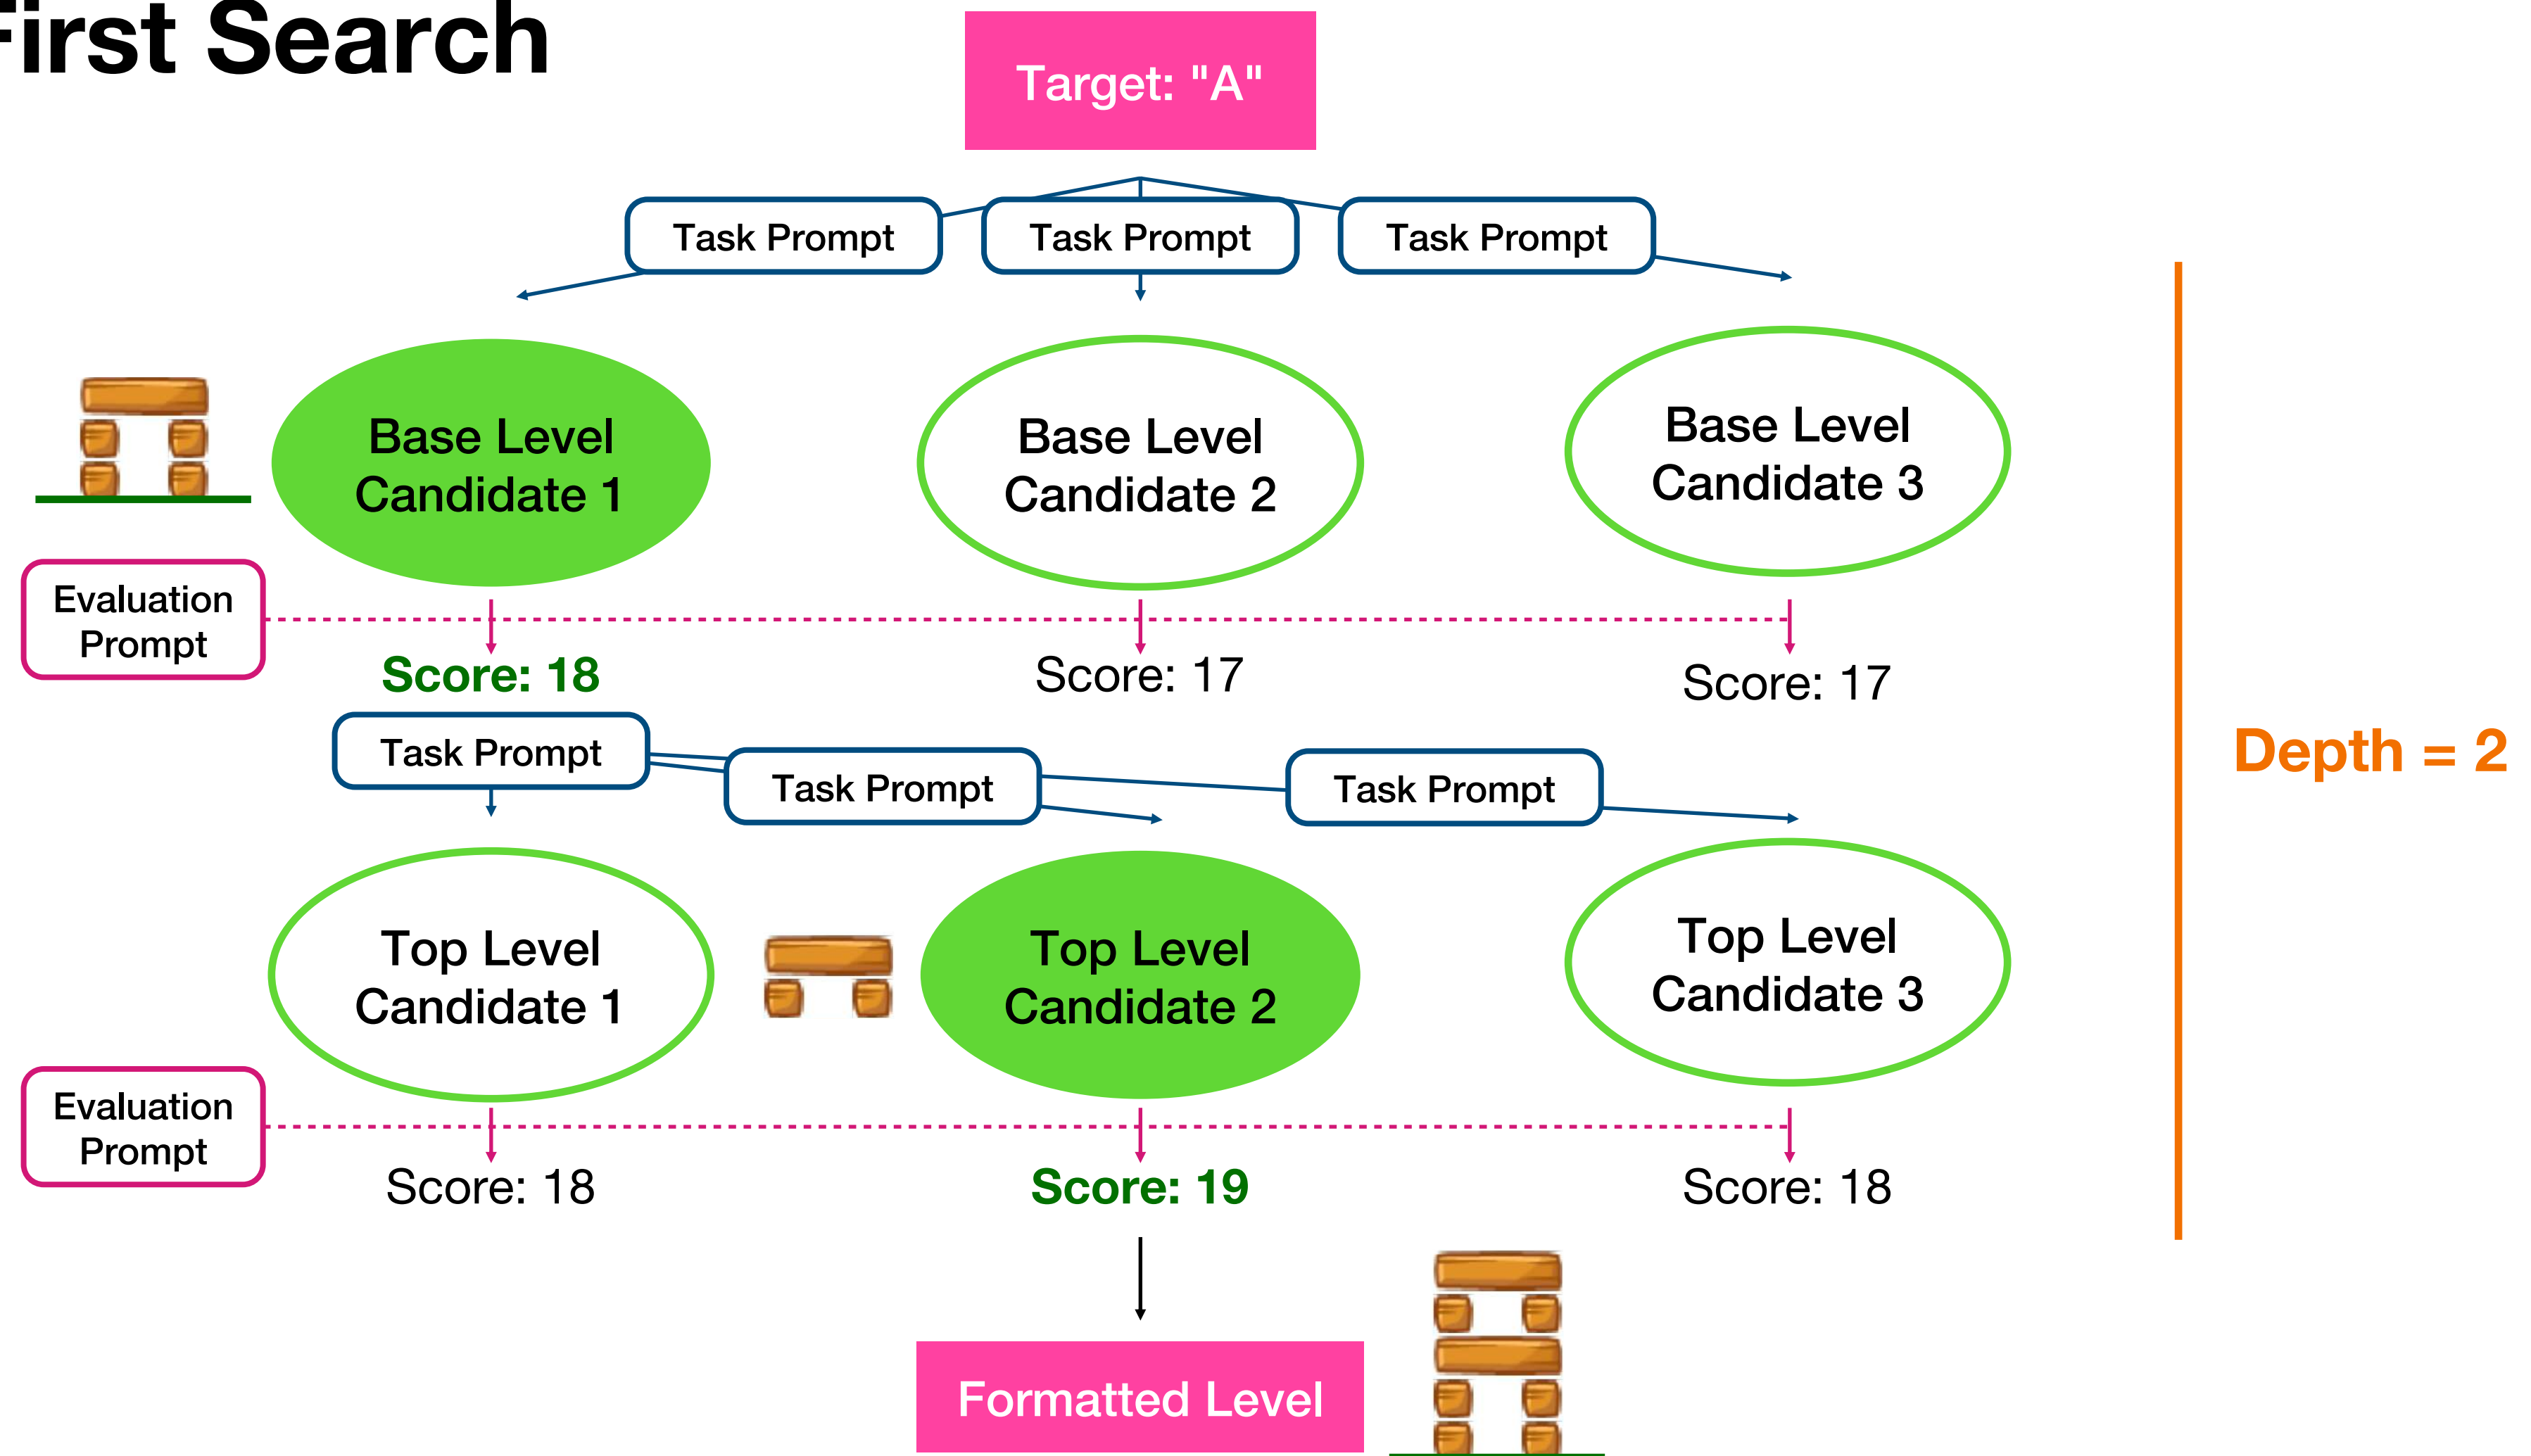 First Search
Target: "A"
Task Prompt
Task Prompt
Task Prompt
Base Level
Candidate 1
Base Level
Candidate 2
Base Level
Candidate 3
Evaluation
Prompt
Score: 18
Score: 17
Score: 17
Task Prompt
Task Prompt
Task Prompt
Depth = 2
Top Level
Candidate 1
Top Level
Candidate 2
Top Level
Candidate 3
Evaluation
Prompt
Score: 18
Score: 19
Score: 18
Formatted Level